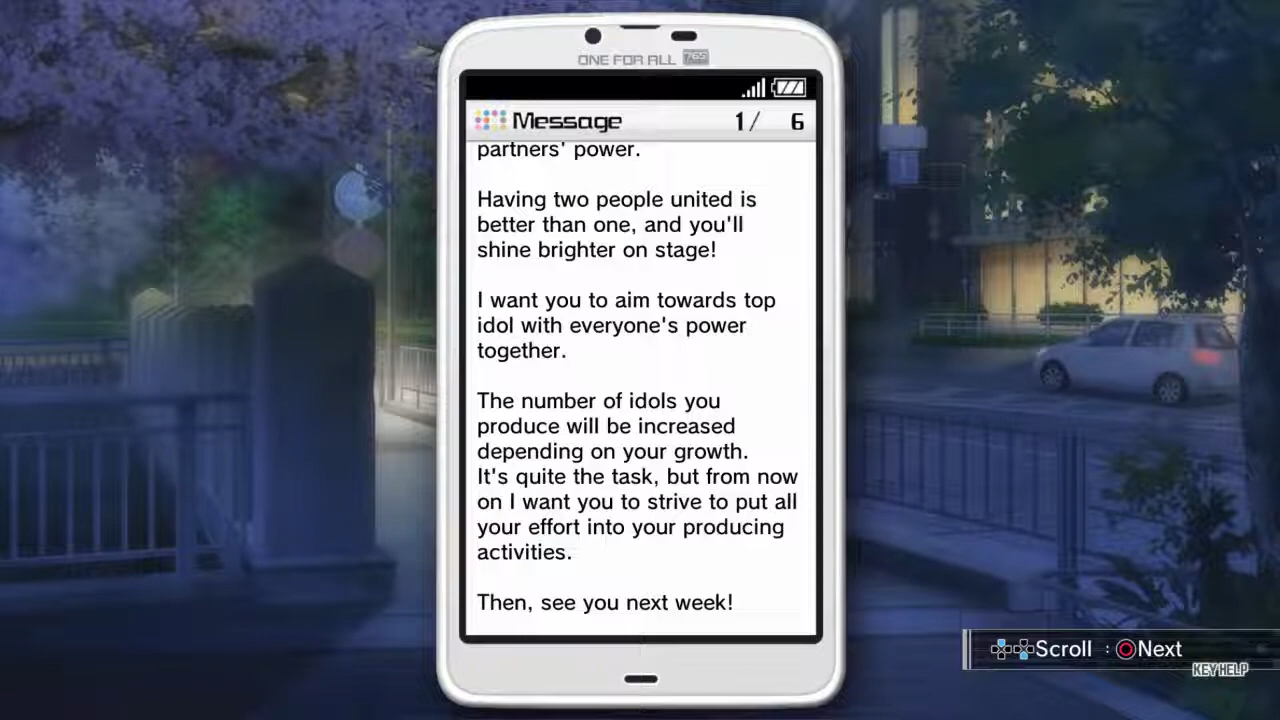 ONE FOR ALL 765
Message 1/ 6
partners' power.
Having two people united is
better than one, and you'll
shine brighter on stage!
I want you to aim towards top
idol with everyone's power
together.
The number of idols you
produce will be increased
depending on your growth.
It's quite the task, but from now
on I want you to strive to put all
your effort into your producing
activities.
Then, see you next week!
Scroll : Next
KEY HELP